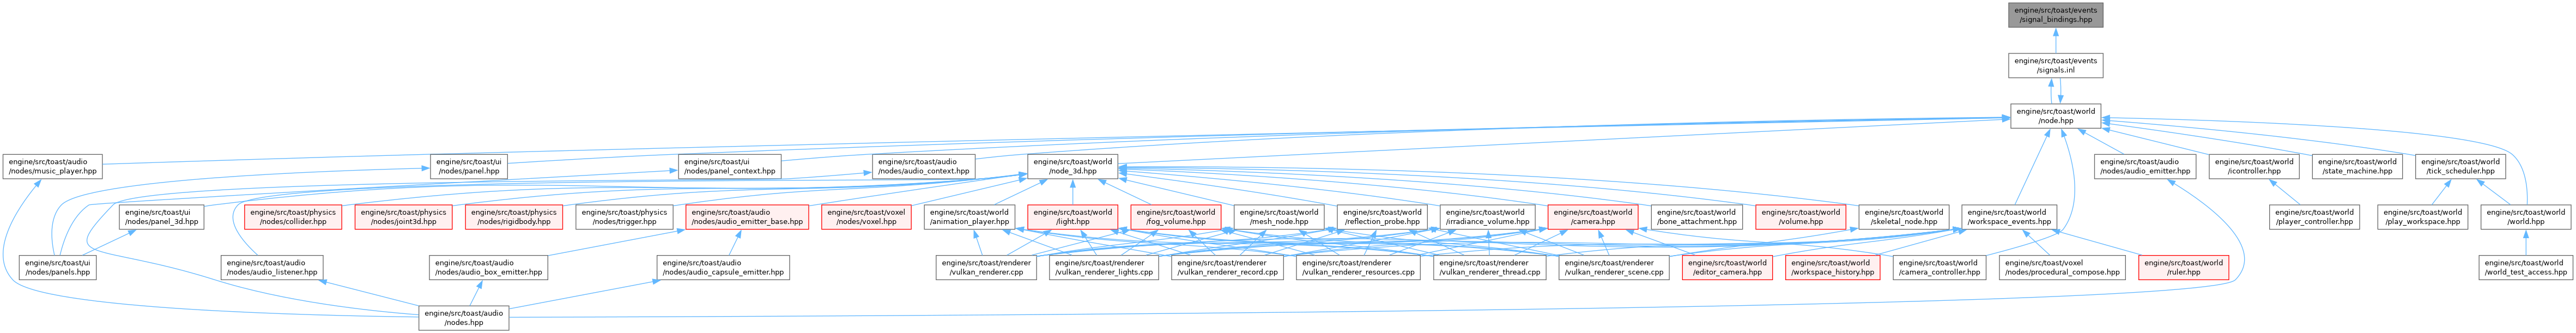 engine/src/toast/events
/signal_bindings.hpp
engine/src/toast/events
/signals.inl
engine/src/toast/world
/node.hpp
engine/src/toast/audio
/nodes/music_player.hpp
engine/src/toast/ui
/nodes/panel.hpp
engine/src/toast/ui
/nodes/panel_context.hpp
engine/src/toast/audio
/nodes/audio_context.hpp
engine/src/toast/world
/node_3d.hpp
engine/src/toast/audio
/nodes/audio_emitter.hpp
engine/src/toast/world
/icontroller.hpp
engine/src/toast/world
/state_machine.hpp
engine/src/toast/world
/tick_scheduler.hpp
engine/src/toast/ui
/nodes/panel_3d.hpp
engine/src/toast/physics
/nodes/collider.hpp
engine/src/toast/physics
/nodes/joint3d.hpp
engine/src/toast/physics
/nodes/rigidbody.hpp
engine/src/toast/physics
/nodes/trigger.hpp
engine/src/toast/audio
/nodes/audio_emitter_base.hpp
engine/src/toast/voxel
/nodes/voxel.hpp
engine/src/toast/world
/animation_player.hpp
engine/src/toast/world
/light.hpp
engine/src/toast/world
/fog_volume.hpp
engine/src/toast/world
/mesh_node.hpp
engine/src/toast/world
/reflection_probe.hpp
engine/src/toast/world
/irradiance_volume.hpp
engine/src/toast/world
/camera.hpp
engine/src/toast/world
/bone_attachment.hpp
engine/src/toast/world
/volume.hpp
engine/src/toast/world
/skeletal_node.hpp
engine/src/toast/world
/workspace_events.hpp
engine/src/toast/world
/player_controller.hpp
engine/src/toast/world
/play_workspace.hpp
engine/src/toast/world
/world.hpp
engine/src/toast/ui
/nodes/panels.hpp
engine/src/toast/audio
/nodes/audio_listener.hpp
engine/src/toast/audio
/nodes/audio_box_emitter.hpp
engine/src/toast/audio
/nodes/audio_capsule_emitter.hpp
engine/src/toast/renderer
/vulkan_renderer.cpp
engine/src/toast/renderer
/vulkan_renderer_lights.cpp
engine/src/toast/renderer
/vulkan_renderer_record.cpp
engine/src/toast/renderer
/vulkan_renderer_resources.cpp
engine/src/toast/renderer
/vulkan_renderer_thread.cpp
engine/src/toast/renderer
/vulkan_renderer_scene.cpp
engine/src/toast/world
/editor_camera.hpp
engine/src/toast/world
/workspace_history.hpp
engine/src/toast/world
/camera_controller.hpp
engine/src/toast/voxel
/nodes/procedural_compose.hpp
engine/src/toast/world
/ruler.hpp
engine/src/toast/world
/world_test_access.hpp
engine/src/toast/audio
/nodes.hpp